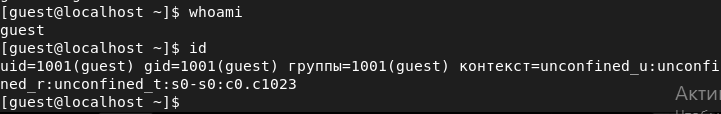 [guest@localhost ~]$ whoami
guest
[guest@localhost ~]$ id
uid=1001(guest) gid=1001(guest) группы=1001(guest) контекст=unconfined_u:unconfi
ned_r:unconfined_t:s0-s0:c0.c1023
[guest@localhost ~]$